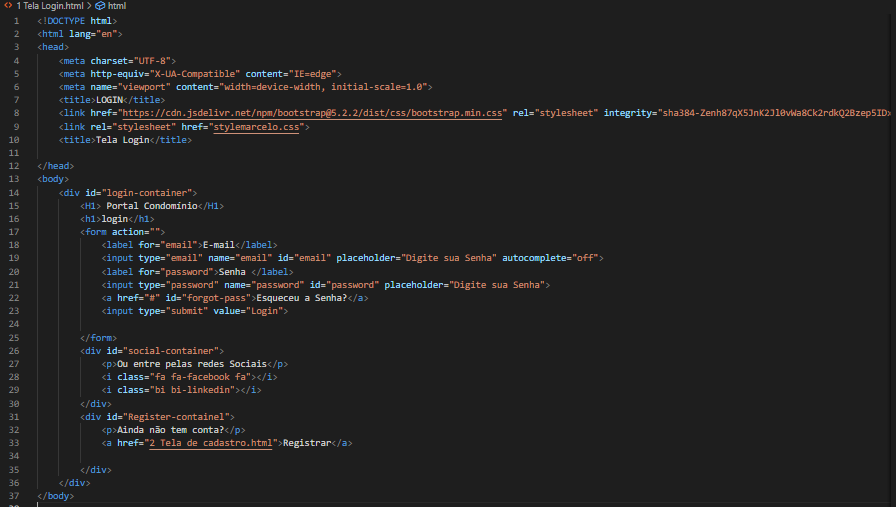 1 Tela Login.html > html
1 <!DOCTYPE html>
2 <html lang="en">
3 <head>
4 <meta charset="UTF-8">
5 <meta http-equiv="X-UA-Compatible" content="IE=edge">
6 <meta name="viewport" content="width=device-width, initial-scale=1.0">
7 <title>LOGIN</title>
8 <link href="https://cdn.jsdelivr.net/npm/bootstrap@5.2.2/dist/css/bootstrap.min.css" rel="stylesheet" integrity="sha384-Zenh87qX5JnK2Jl0vWa8Ck2rdkQ2Bzep5IDx
9 <link rel="stylesheet" href="stylemarcelo.css">
10 <title>Tela Login</title>
11
12 </head>
13 <body>
14 <div id="login-container">
15 <H1> Portal Condomínio</H1>
16 <h1>login</h1>
17 <form action="">
18 <label for="email">E-mail</label>
19 <input type="email" name="email" id="email" placeholder="Digite sua Senha" autocomplete="off">
20 <label for="password">Senha </label>
21 <input type="password" name="password" id="password" placeholder="Digite sua Senha">
22 <a href="#" id="forgot-pass">Esqueceu a Senha?</a>
23 <input type="submit" value="Login">
24
25 </form>
26 <div id="social-container">
27 <p>Ou entre pelas redes Sociais</p>
28 <i class="fa fa-facebook fa"></i>
29 <i class="bi bi-linkedin"></i>
30 </div>
31 <div id="Register-containel">
32 <p>Ainda não tem conta?</p>
33 <a href="2 Tela de cadastro.html">Registrar</a>
34
35 </div>
36 </div>
37 </body>